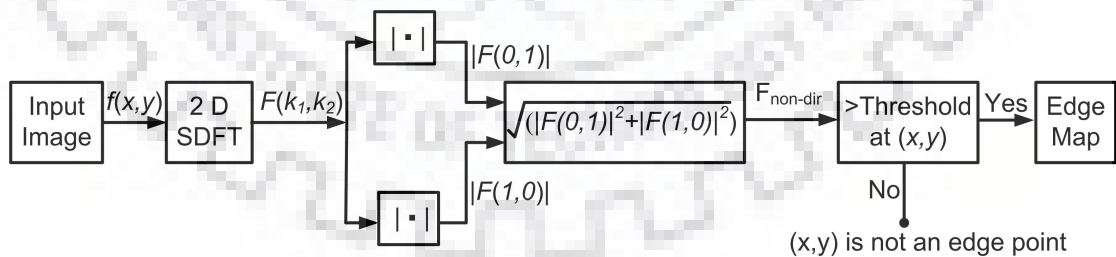 Input
Image
f(x,y)
2 D
SDFT
F(k₁,k₂)
|▪|
|F(0,1)|
|▪|
|F(1,0)|
√(|F(0,1)|²+|F(1,0)|²)
F_non-dir
>Threshold
at (x,y)
Yes
Edge
Map
No
(x,y) is not an edge point